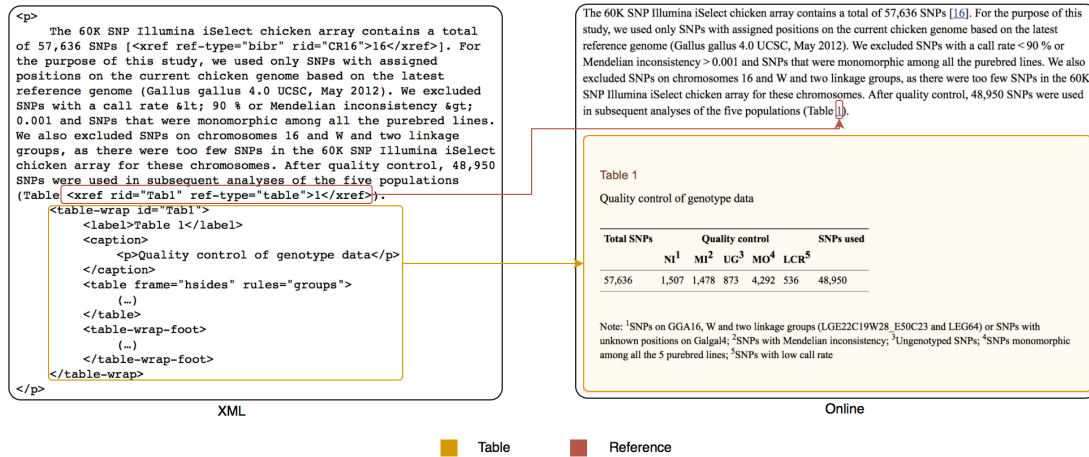 <p>
The 60K SNP Illumina iSelect chicken array contains a total
of 57,636 SNPs [<xref ref-type="bibr" rid="CR16">16</xref>]. For
the purpose of this study, we used only SNPs with assigned
positions on the current chicken genome based on the latest
reference genome (Gallus gallus 4.0 UCSC, May 2012). We excluded
SNPs with a call rate &lt; 90 % or Mendelian inconsistency &gt;
0.001 and SNPs that were monomorphic among all the purebred lines.
We also excluded SNPs on chromosomes 16 and W and two linkage
groups, as there were too few SNPs in the 60K SNP Illumina iSelect
chicken array for these chromosomes. After quality control, 48,950
SNPs were used in subsequent analyses of the five populations
(Table <xref rid="Tab1" ref-type="table">1</xref>).
<table-wrap id="Tab1">
<label>Table 1</label>
<caption>
<p>Quality control of genotype data</p>
</caption>
<table frame="hsides" rules="groups">
(…)
</table>
<table-wrap-foot>
(…)
</table-wrap-foot>
</table-wrap>
</p>
XML
The 60K SNP Illumina iSelect chicken array contains a total of 57,636 SNPs [16]. For the purpose of this
study, we used only SNPs with assigned positions on the current chicken genome based on the latest
reference genome (Gallus gallus 4.0 UCSC, May 2012). We excluded SNPs with a call rate < 90 % or
Mendelian inconsistency > 0.001 and SNPs that were monomorphic among all the purebred lines. We also
excluded SNPs on chromosomes 16 and W and two linkage groups, as there were too few SNPs in the 60K
SNP Illumina iSelect chicken array for these chromosomes. After quality control, 48,950 SNPs were used
in subsequent analyses of the five populations (Table 1).
Table 1
Quality control of genotype data
Total SNPs Quality control SNPs used
NI¹ MI² UG³ MO⁴ LCR⁵
57,636 1,507 1,478 873 4,292 536 48,950
Note: ¹SNPs on GGA16, W and two linkage groups (LGE22C19W28_E50C23 and LEG64) or SNPs with
unknown positions on Galgal4; ²SNPs with Mendelian inconsistency; ³Ungenotyped SNPs; ⁴SNPs monomorphic
among all the 5 purebred lines; ⁵SNPs with low call rate
Online
Table Reference